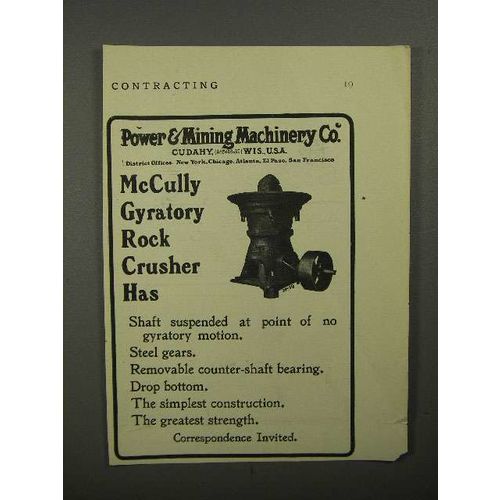 CONTRACTING 19
Power & Mining Machinery Co.
CUDAHY, WIS., U.S.A.
District Offices New York, Chicago, Atlanta, El Paso, San Francisco
McCully
Gyratory
Rock
Crusher
Has
Shaft suspended at point of no
gyratory motion.
Steel gears.
Removable counter-shaft bearing.
Drop bottom.
The simplest construction.
The greatest strength.
Correspondence Invited.